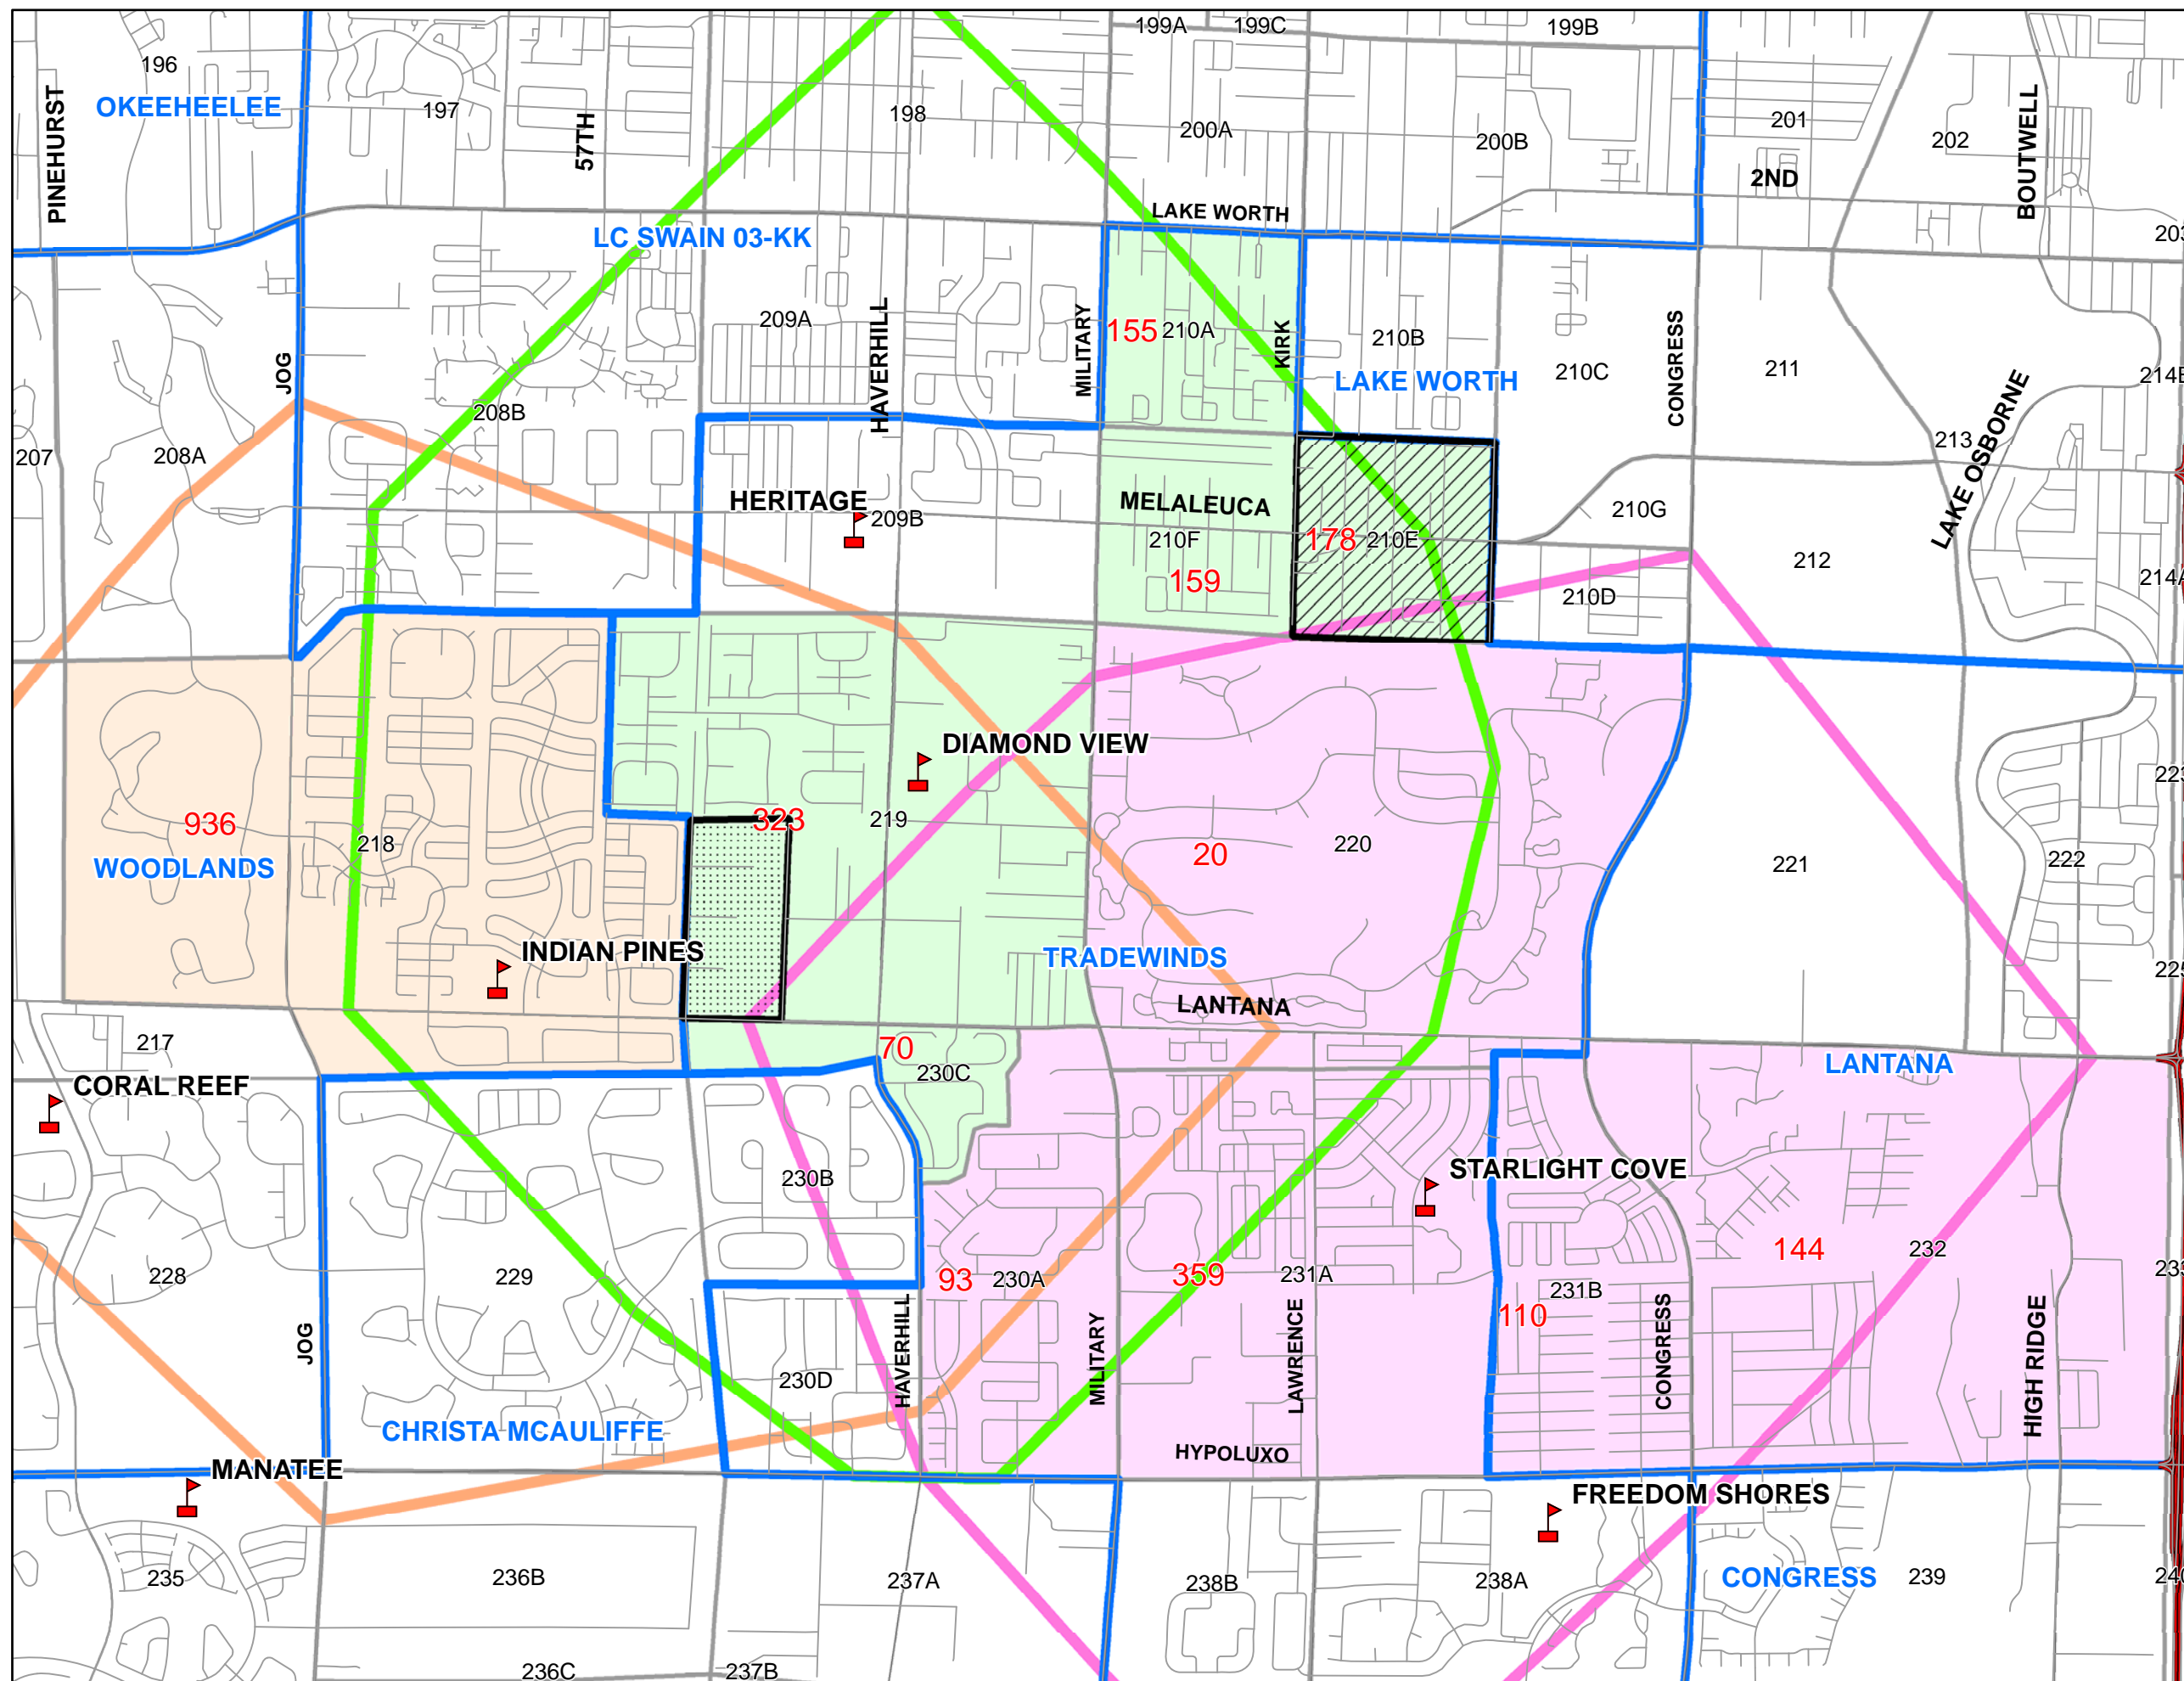 199A
199C
199B
196
OKEEHEELEE
197
198
57TH
PINEHURST
200A
200B
201
202
BOUTWELL
2ND
LAKE WORTH
LC SWAIN 03-KK
209A
HAVERHILL
MILITARY
155
210A
KIRK
210B
LAKE WORTH
210C
CONGRESS
211
JOG
208B
207
208A
213
LAKE OSBORNE
HERITAGE
209B
MELALEUCA
210F
159
178
210E
210G
210D
212
DIAMOND VIEW
936
WOODLANDS
218
323
219
20
220
221
222
INDIAN PINES
TRADEWINDS
LANTANA
217
70
230C
LANTANA
CORAL REEF
230B
STARLIGHT COVE
228
229
93
230A
359
231A
231B
110
144
232
JOG
HAVERHILL
MILITARY
LAWRENCE
CONGRESS
HIGH RIDGE
230D
CHRISTA MCAULIFFE
HYPOLUXO
MANATEE
FREEDOM SHORES
235
236B
237A
238B
238A
CONGRESS
239
236C
237B